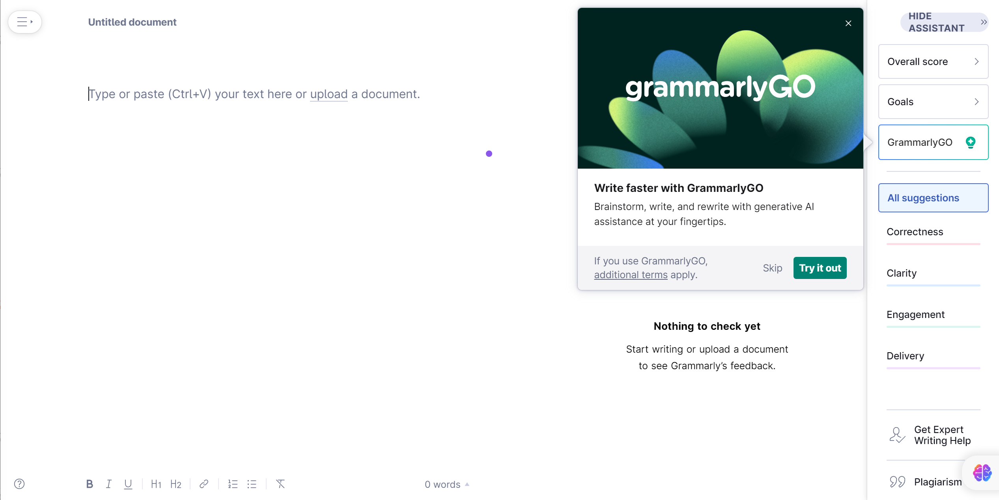 Untitled document
HIDE
ASSISTANT
Type or paste (Ctrl+V) your text here or upload a document.
grammarlyGO
Write faster with GrammarlyGO
Brainstorm, write, and rewrite with generative AI
assistance at your fingertips.
If you use GrammarlyGO,
additional terms apply.
Skip
Try it out
Nothing to check yet
Start writing or upload a document
to see Grammarly’s feedback.
Overall score
Goals
GrammarlyGO
All suggestions
Correctness
Clarity
Engagement
Delivery
Get Expert
Writing Help
Plagiarism
B I U H1 H2
0 words